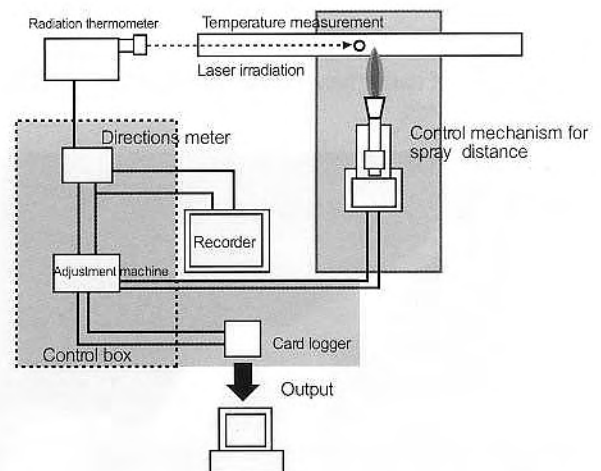 Radiation thermometer
Temperature measurement
Laser irradiation
Directions meter
Control mechanism for
spray distance
Recorder
Adjustment machine
Card logger
Control box
Output